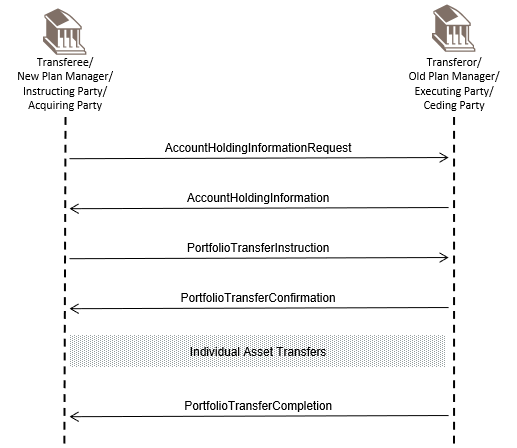 Transferee/
New Plan Manager/
Instructing Party/
Acquiring Party
Transferor/
Old Plan Manager/
Executing Party/
Ceding Party
AccountHoldingInformationRequest
AccountHoldingInformation
PortfolioTransferInstruction
PortfolioTransferConfirmation
Individual Asset Transfers
PortfolioTransferCompletion